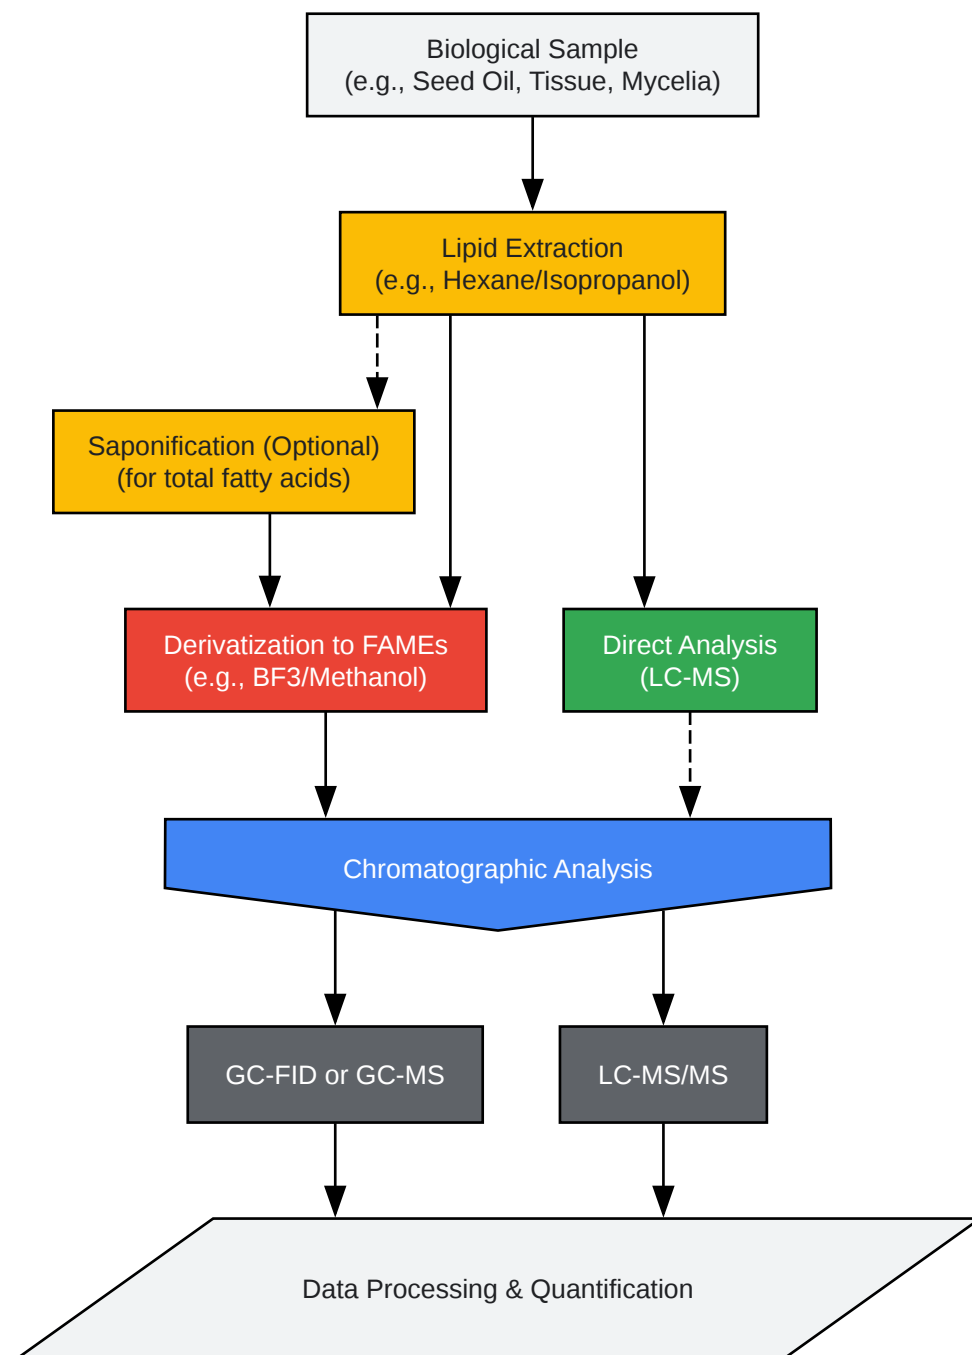 Biological Sample
(e.g., Seed Oil, Tissue, Mycelia)
Lipid Extraction
(e.g., Hexane/Isopropanol)
Saponification (Optional)
(for total fatty acids)
Derivatization to FAMEs
(e.g., BF3/Methanol)
Direct Analysis
(LC-MS)
Chromatographic Analysis
GC-FID or GC-MS
LC-MS/MS
Data Processing & Quantification